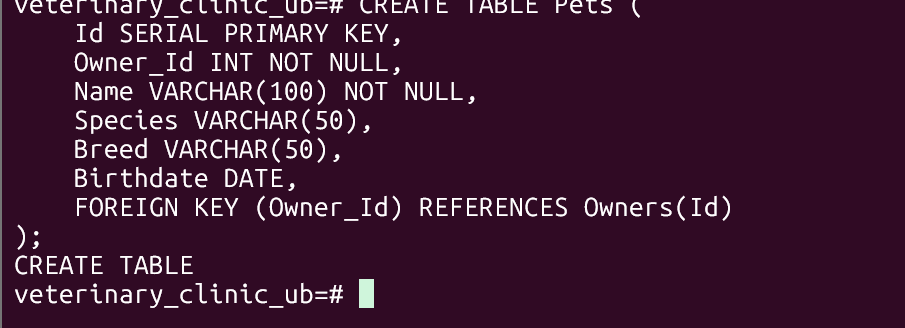 veterinary_clinic_ub=# CREATE TABLE Pets (
    Id SERIAL PRIMARY KEY,
    Owner_Id INT NOT NULL,
    Name VARCHAR(100) NOT NULL,
    Species VARCHAR(50),
    Breed VARCHAR(50),
    Birthdate DATE,
    FOREIGN KEY (Owner_Id) REFERENCES Owners(Id)
);
CREATE TABLE
veterinary_clinic_ub=#